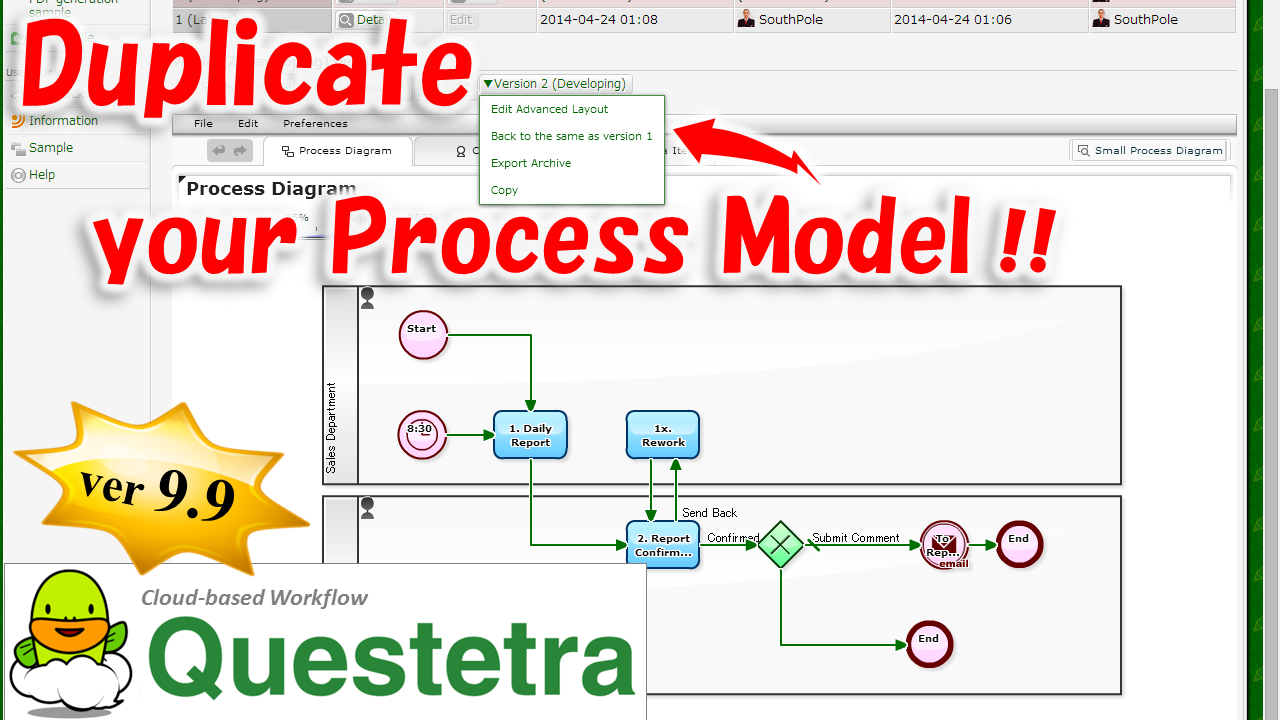 PDF generation
sample
1 (La
Deta
Edit
2014-04-24 01:08
SouthPole
2014-04-24 01:06
SouthPole
Duplicate
▼Version 2 (Developing)
Edit Advanced Layout
Back to the same as version 1
Export Archive
Copy
Information
Sample
Help
File Edit Preferences
Process Diagram
Small Process Diagram
Process Diagram
your Process Model !!
Sales Department
Start
8:30
1. Daily
Report
1x.
Rework
Send Back
2. Report
Confirm...
Confirmed
Submit Comment
To
Rep...
email
End
End
ver 9.9
Cloud-based Workflow
Questetra